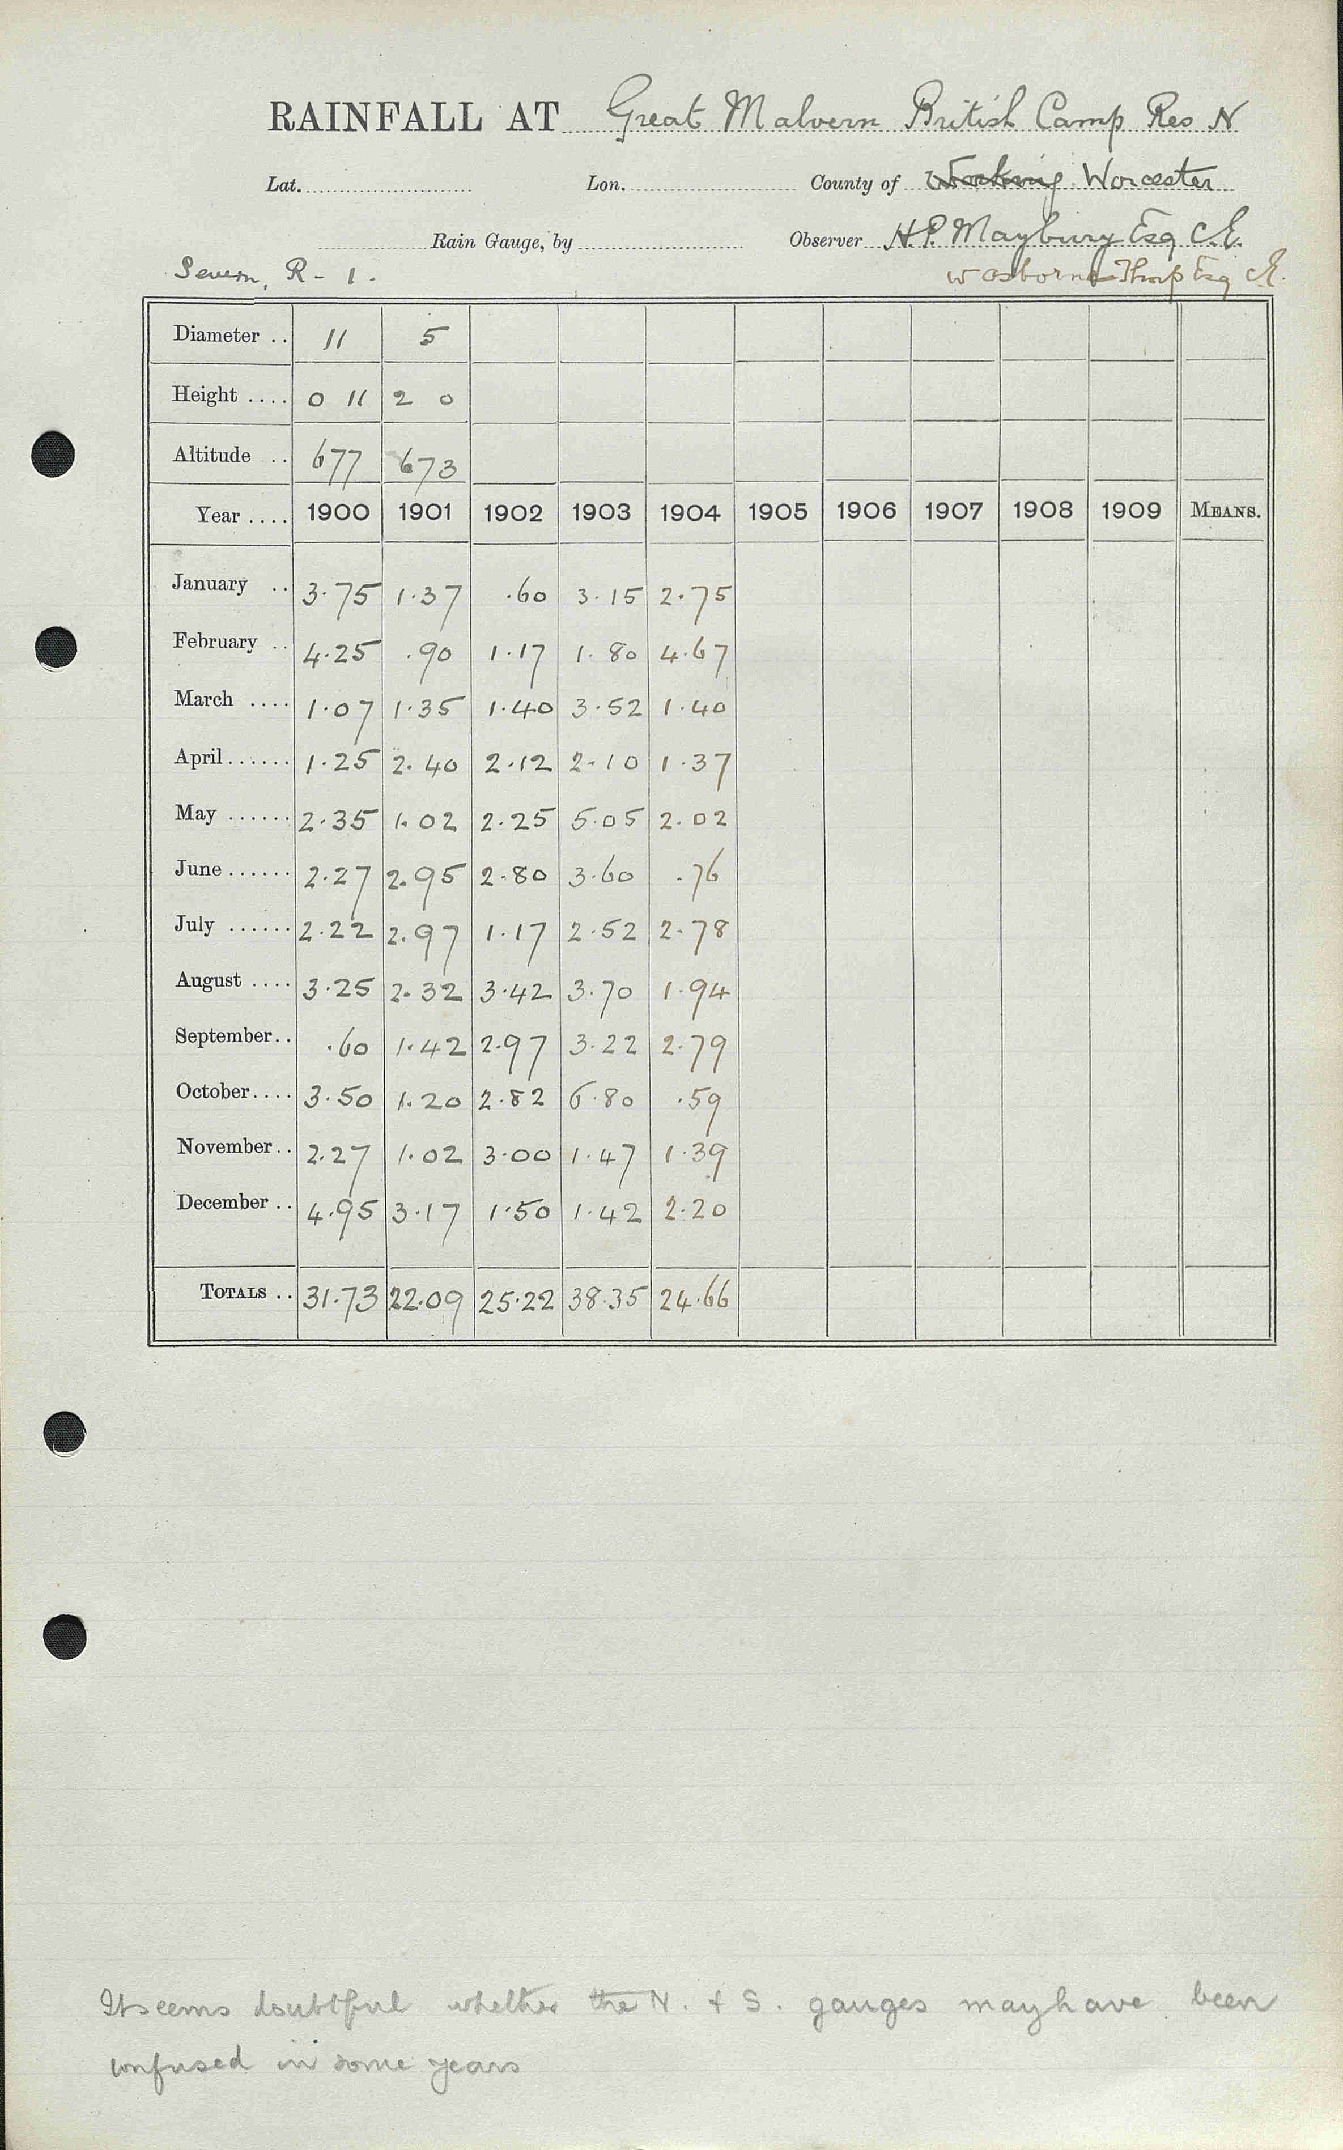 RAINFALL AT Great Malvern British Camp Res N
Lat. Lon. County of Worcester
Rain Gauge, by Observer H.P. Maybury Esq C.E.
Severn, R - 1. W Osborne Thorp Esq C.E.
Diameter .. 11 5
Height .... 0 11 2 0
Altitude .. 677 673
Year .... 1900 1901 1902 1903 1904 1905 1906 1907 1908 1909 MEANS.
January .. 3.75 1.37 .60 3.15 2.75
February .. 4.25 .90 1.17 1.80 4.67
March .... 1.07 1.35 1.40 3.52 1.40
April...... 1.25 2.40 2.12 2.10 1.37
May ...... 2.35 1.02 2.25 5.05 2.02
June...... 2.27 2.95 2.80 3.60 .76
July ...... 2.22 2.97 1.17 2.52 2.78
August .... 3.25 2.32 3.42 3.70 1.94
September.. .60 1.42 2.97 3.22 2.79
October.... 3.50 1.20 2.82 6.80 .59
November.. 2.27 1.02 3.00 1.47 1.39
December .. 4.95 3.17 1.50 1.42 2.20
TOTALS .. 31.73 22.09 25.22 38.35 24.66
It seems doubtful whether the N. & S. gauges may have been
confused in some years